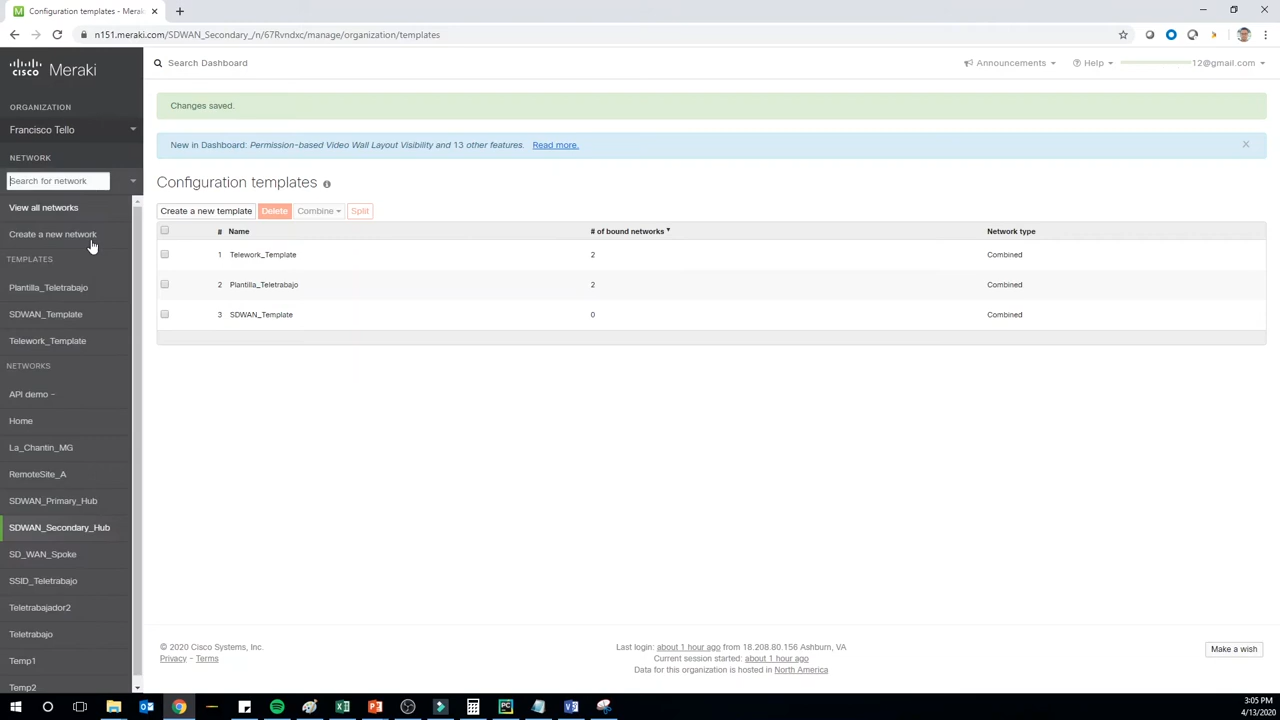 Configuration templates - Mera
n151.meraki.com/SDWAN_Secondary_/n/67Rvndxc/manage/organization/templates
cisco Meraki
Search Dashboard
Announcements
Help
12@gmail.com
ORGANIZATION
Francisco Tello
NETWORK
Search for network
View all networks
Create a new network
TEMPLATES
Plantilla_Teletrabajo
SDWAN_Template
Telework_Template
NETWORKS
API demo -
Home
La_Chantin_MG
RemoteSite_A
SDWAN_Primary_Hub
SDWAN_Secondary_Hub
SD_WAN_Spoke
SSID_Teletrabajo
Teletrabajador2
Teletrabajo
Temp1
Temp2
Changes saved.
New in Dashboard: Permission-based Video Wall Layout Visibility and 13 other features. Read more.
Configuration templates
Create a new template Delete Combine Split
# Name # of bound networks Network type
1 Telework_Template 2 Combined
2 Plantilla_Teletrabajo 2 Combined
3 SDWAN_Template 0 Combined
© 2020 Cisco Systems, Inc.
Privacy - Terms
Last login: about 1 hour ago from 18.208.80.156 Ashburn, VA
Current session started: about 1 hour ago
Data for this organization is hosted in North America
Make a wish
3:05 PM
4/13/2020